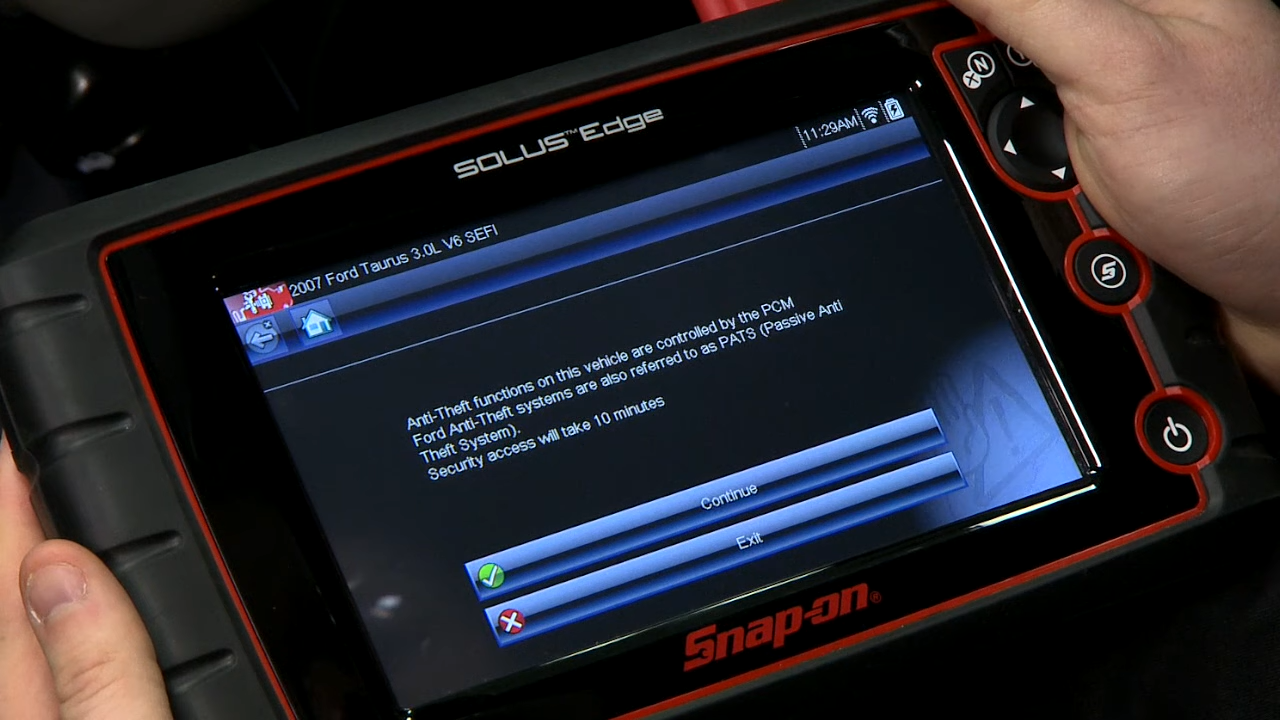 SOLUS™ Edge
11:29AM
2007 Ford Taurus 3.0L V6 SEFI
Anti-Theft functions on this vehicle are controlled by the PCM
Ford Anti-Theft systems are also referred to as PATS (Passive Anti
Theft System).
Security access will take 10 minutes
Continue
Exit
Snap-on®
N
X
S